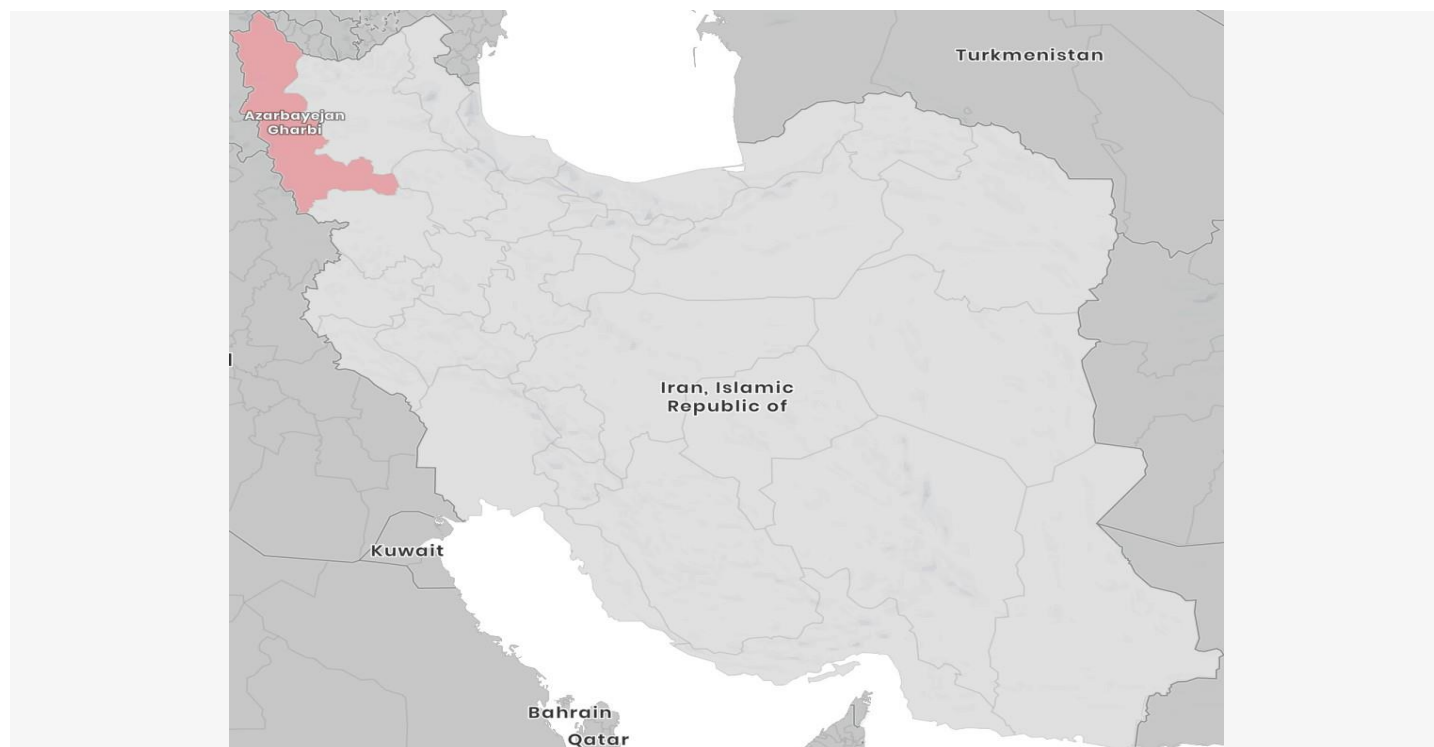 Turkmenistan
Azarbayejan
Gharbi
Iran, Islamic
Republic of
Kuwait
Bahrain
Qatar